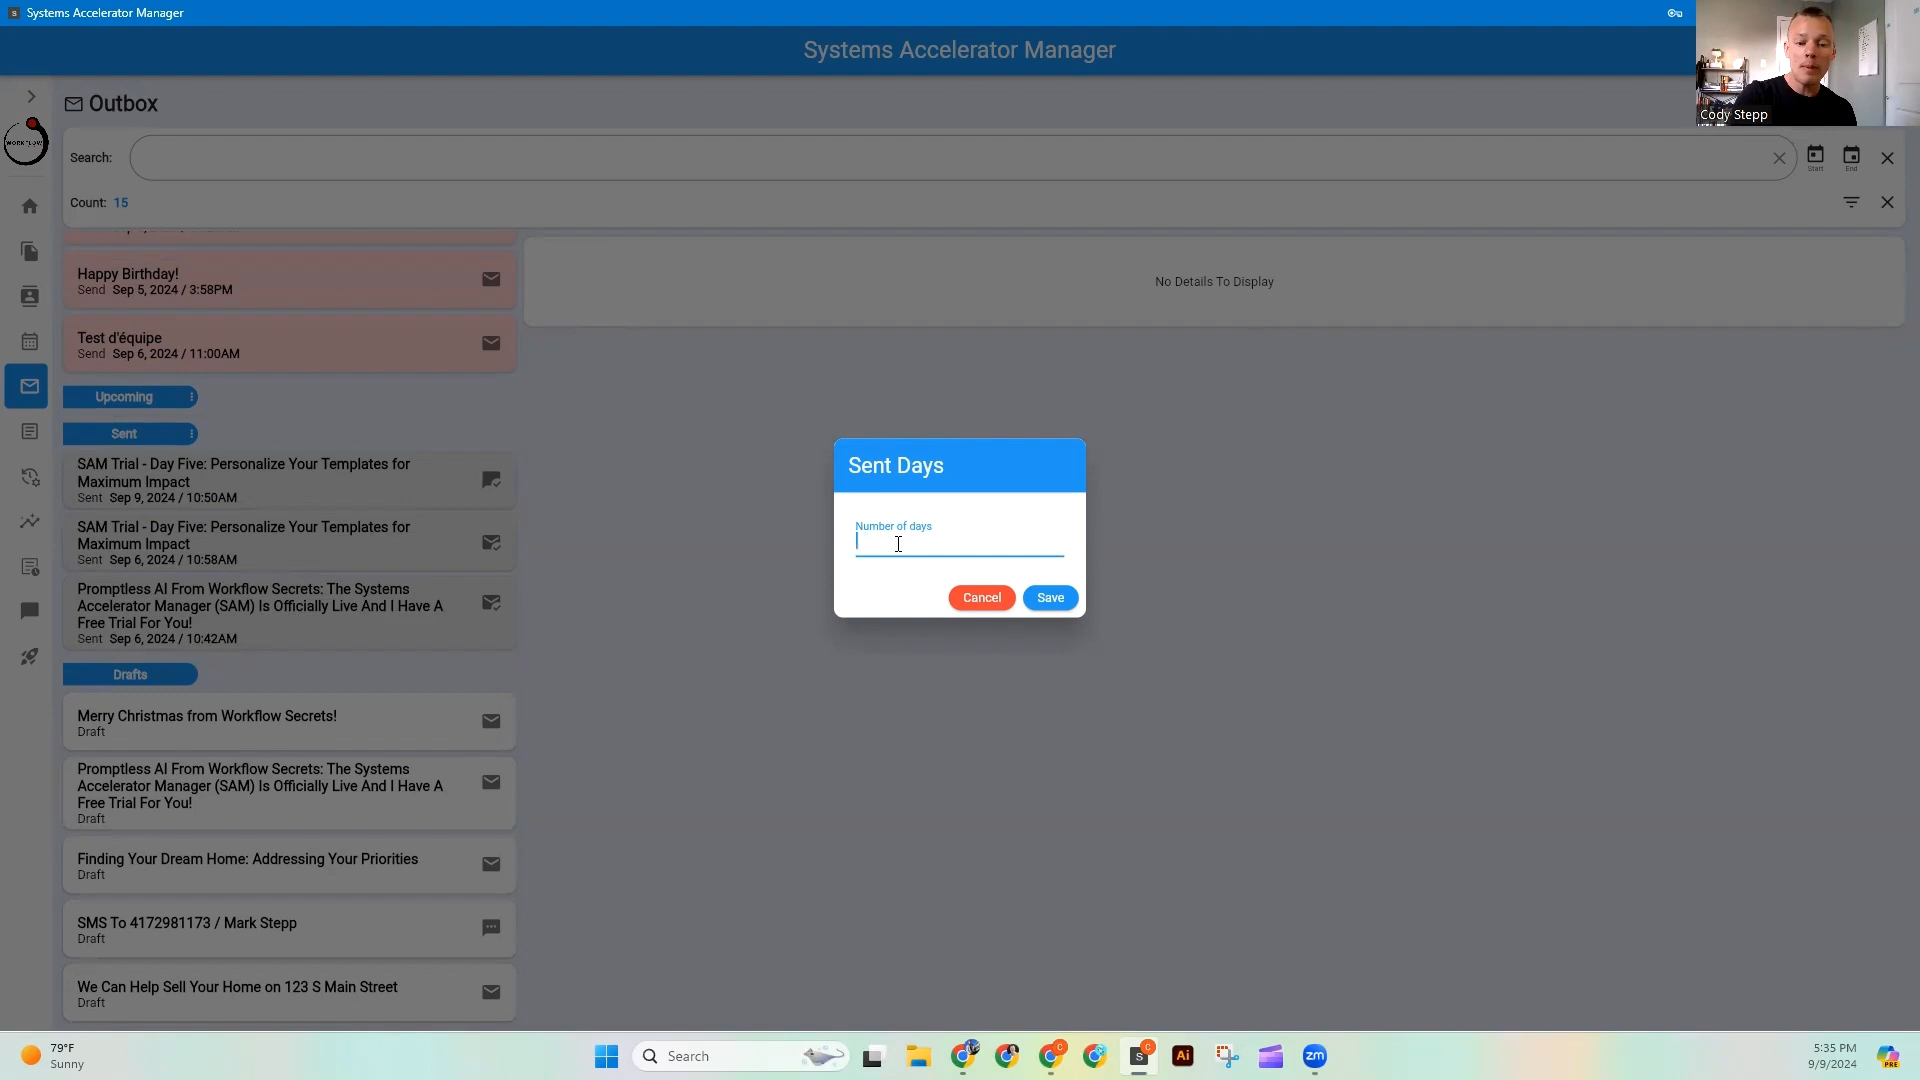 Systems Accelerator Manager
Systems Accelerator Manager
Cody Stepp
WORKFLOW
Outbox
Search:
Start
End
Count: 15
Happy Birthday!
Send Sep 5, 2024 / 3:58PM
No Details To Display
Test d'équipe
Send Sep 6, 2024 / 11:00AM
Upcoming
Sent
SAM Trial - Day Five: Personalize Your Templates for
Maximum Impact
Sent Sep 9, 2024 / 10:50AM
SAM Trial - Day Five: Personalize Your Templates for
Maximum Impact
Sent Sep 6, 2024 / 10:58AM
Promptless AI From Workflow Secrets: The Systems
Accelerator Manager (SAM) Is Officially Live And I Have A
Free Trial For You!
Sent Sep 6, 2024 / 10:42AM
Drafts
Merry Christmas from Workflow Secrets!
Draft
Promptless AI From Workflow Secrets: The Systems
Accelerator Manager (SAM) Is Officially Live And I Have A
Free Trial For You!
Draft
Finding Your Dream Home: Addressing Your Priorities
Draft
SMS To 4172981173 / Mark Stepp
Draft
We Can Help Sell Your Home on 123 S Main Street
Draft
Sent Days
Number of days
Cancel
Save
79°F
Sunny
Search
S
C
Ai
zm
5:35 PM
9/9/2024
PRE